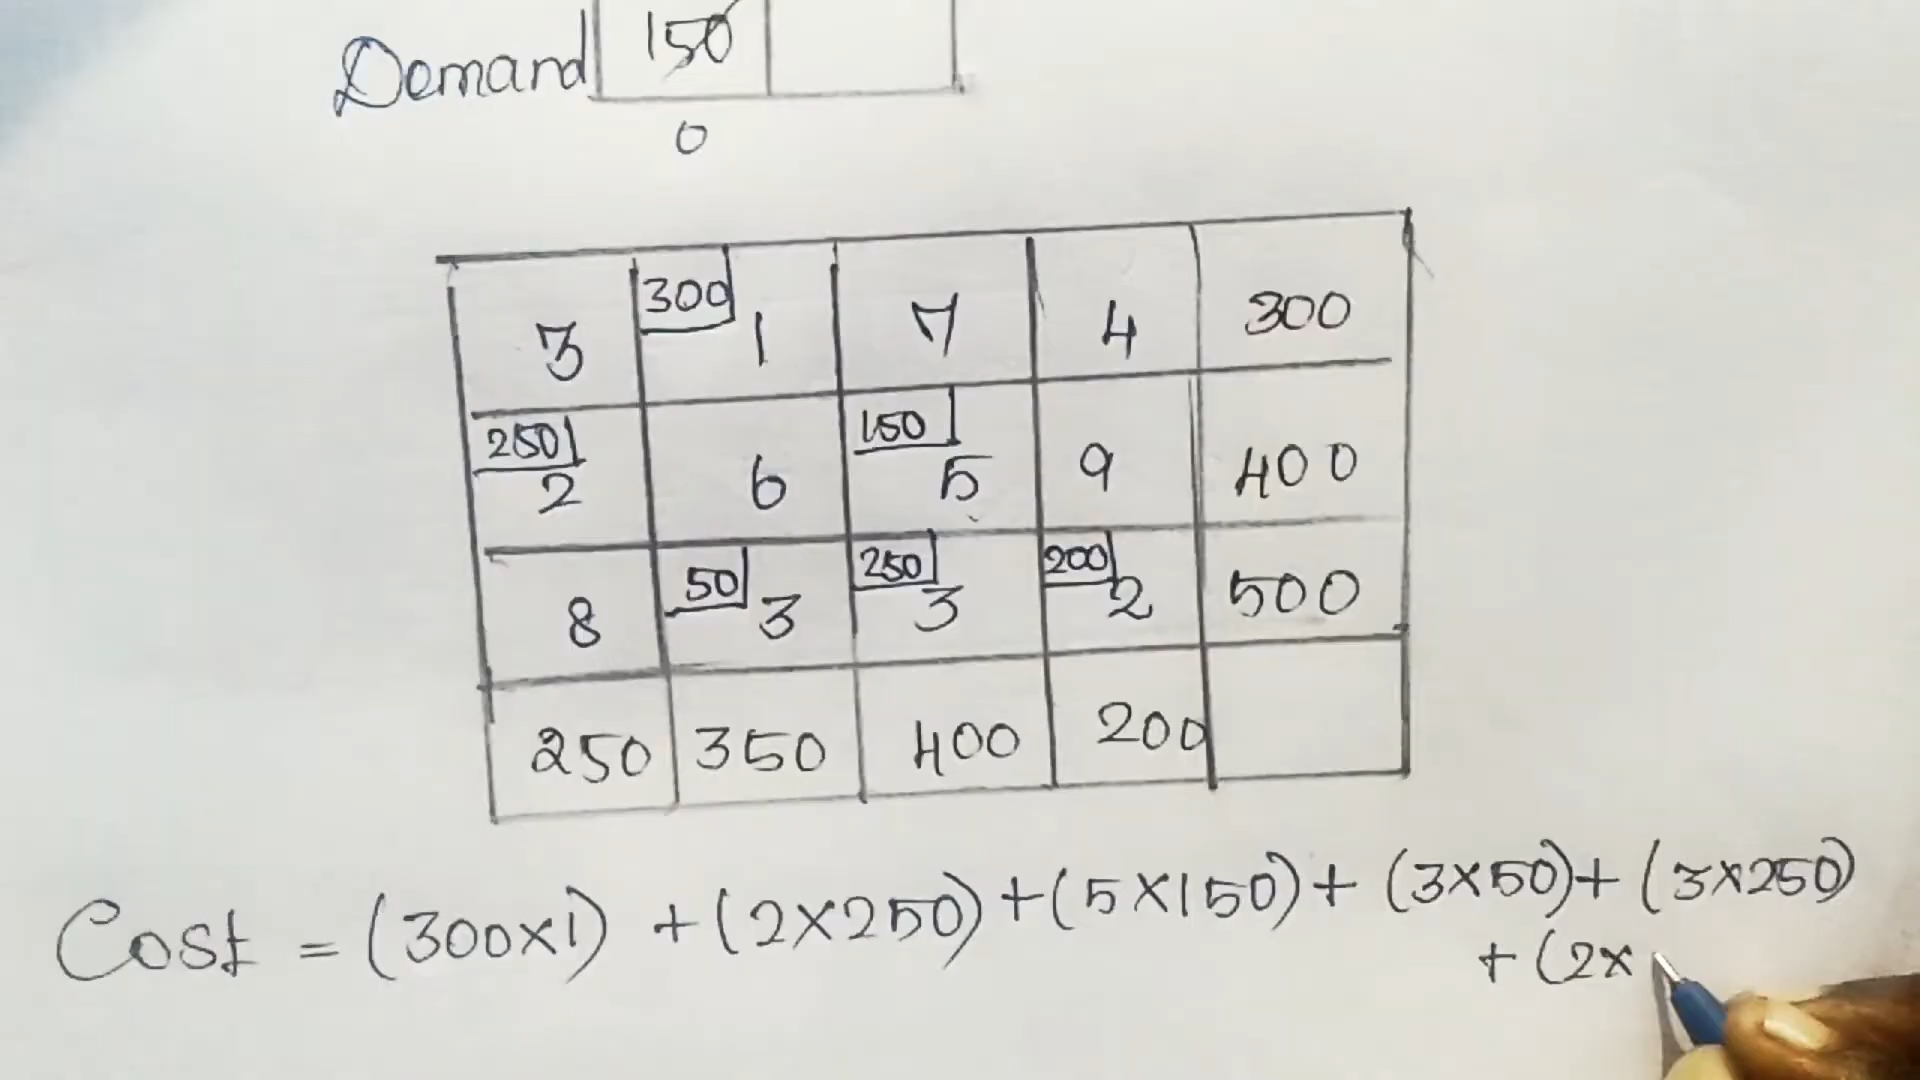 Demand 150
0
300
3 1 7 4 300
250 150
2 6 5 9 400
50 250 200
8 3 3 2 500
250 350 400 200
Cost = (300×1) + (2×250) + (5×150) + (3×50) + (3×250)
+ (2×